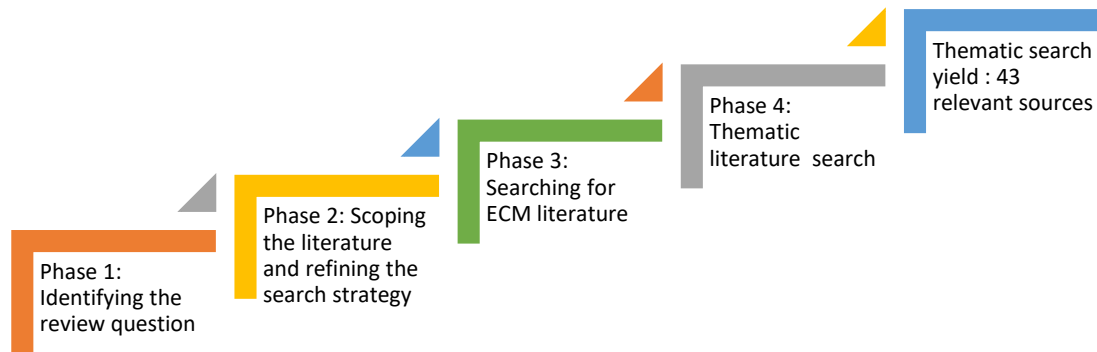 Phase 1:
Identifying the
review question
Phase 2: Scoping
the literature
and refining the
search strategy
Phase 3:
Searching for
ECM literature
Phase 4:
Thematic
literature search
Thematic search
yield : 43
relevant sources